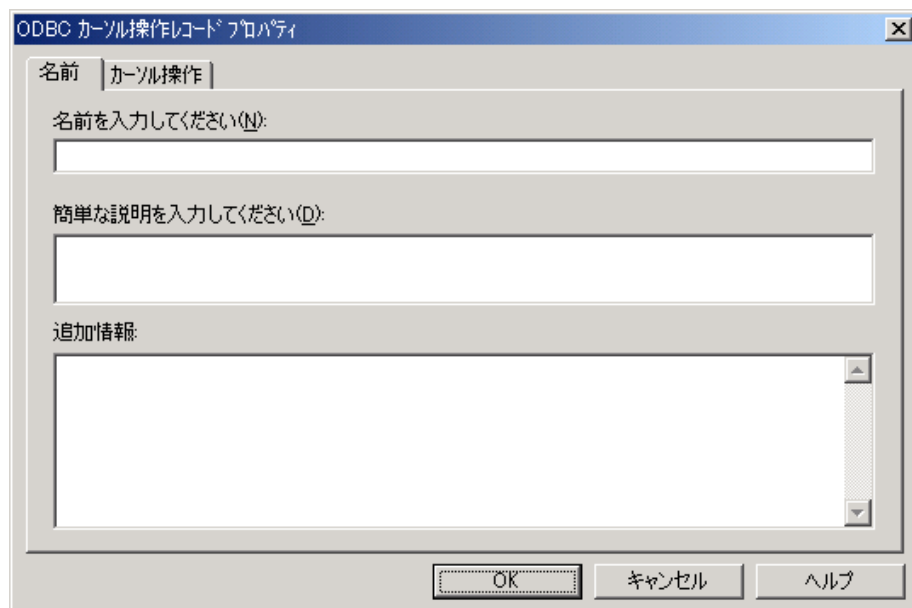 ODBC カーソル操作レコード プロパティ
名前
カーソル操作
名前を入力してください(N):
簡単な説明を入力してください(D):
追加情報:
OK
キャンセル
ヘルプ